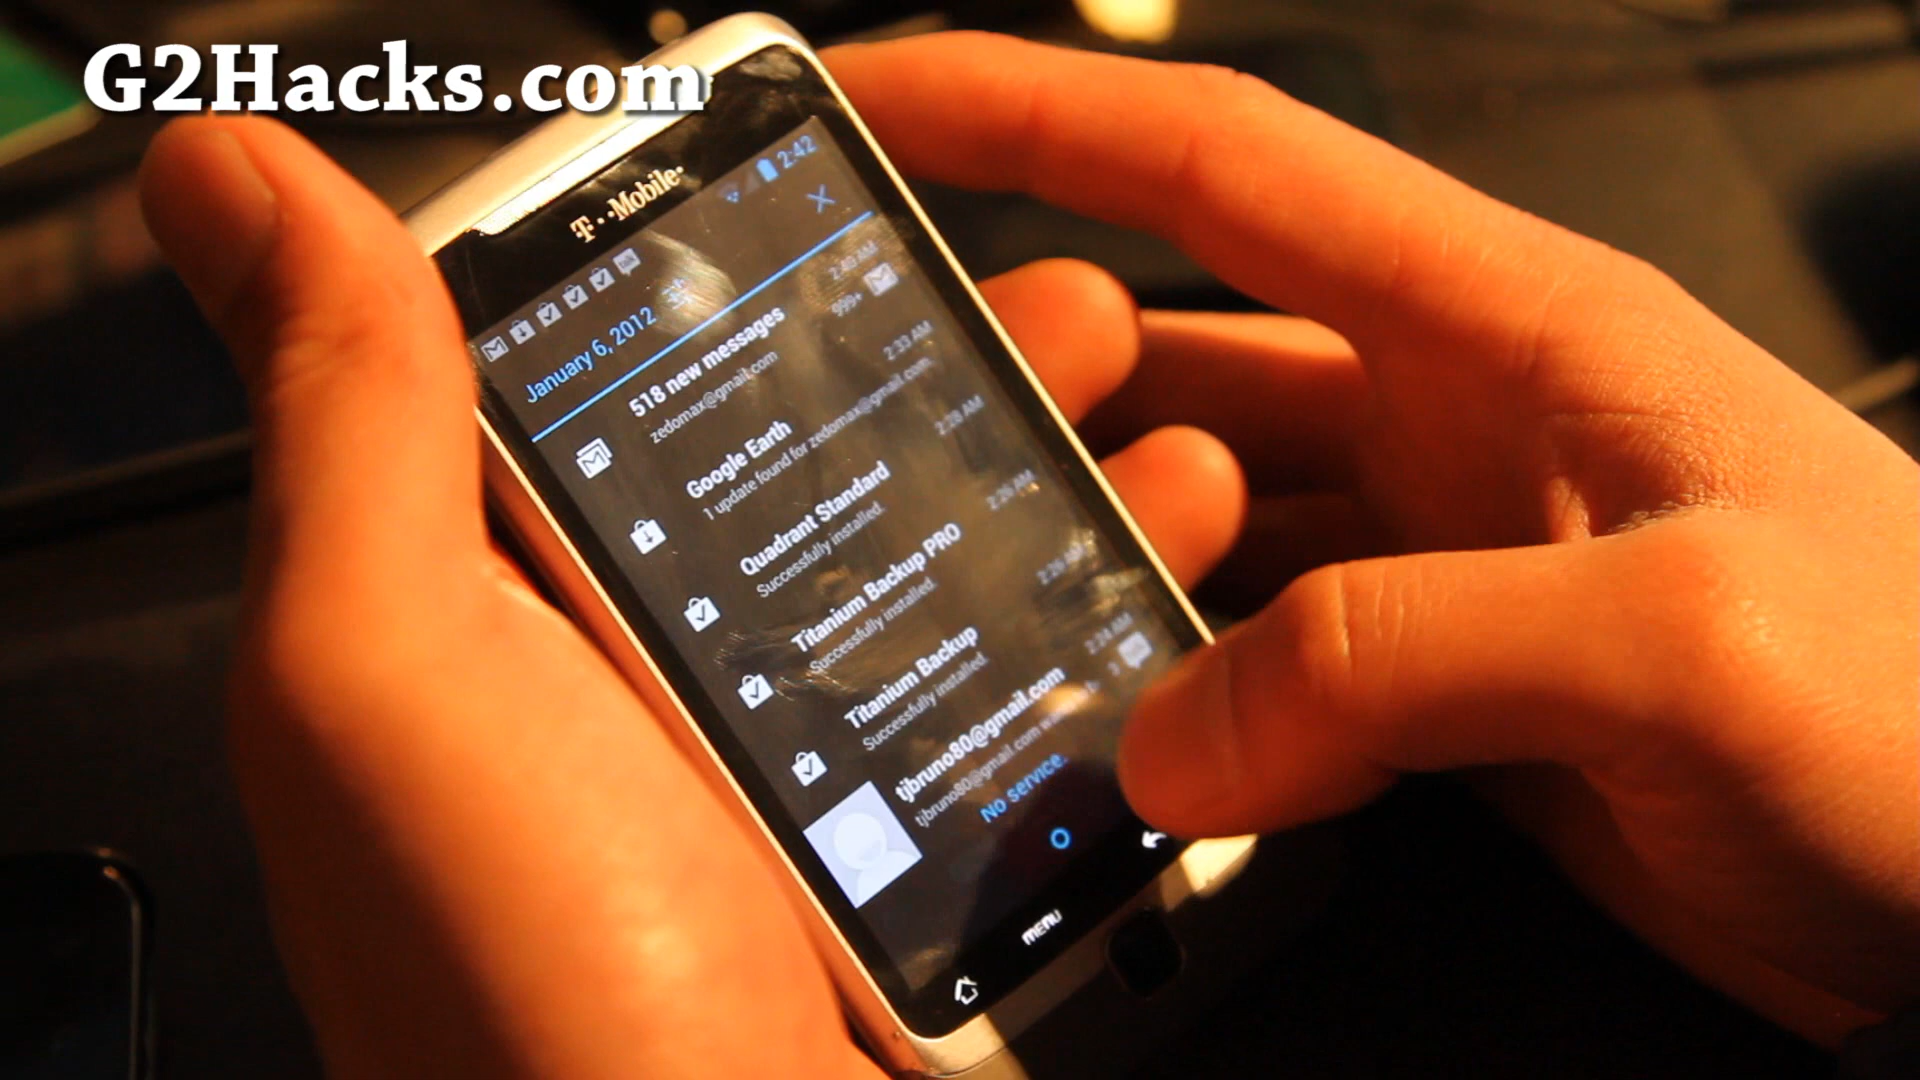 G2Hacks.com
T··Mobile·
2:42
talk
January 6, 2012
2:40 AM
518 new messages
999+
zedomax@gmail.com
2:33 AM
Google Earth
1 update found for zedomax@gmail.com
2:28 AM
Quadrant Standard
Successfully installed.
2:26 AM
Titanium Backup PRO
Successfully installed.
2:26 AM
Titanium Backup
Successfully installed.
2:24 AM
tjbruno80@gmail.com
3
tjbruno80@gmail.com
No service.
MENU